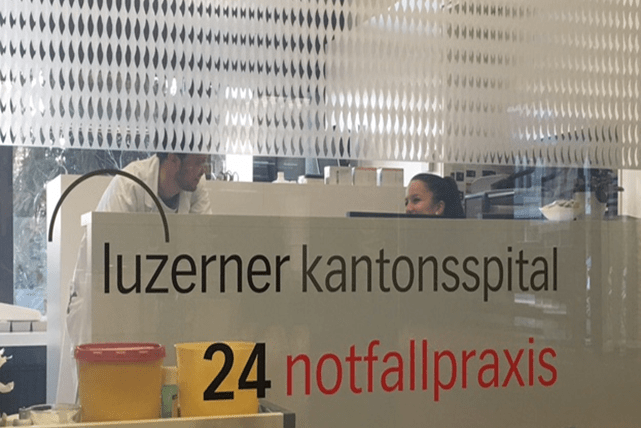 luzerner kantonsspital
24 notfallpraxis